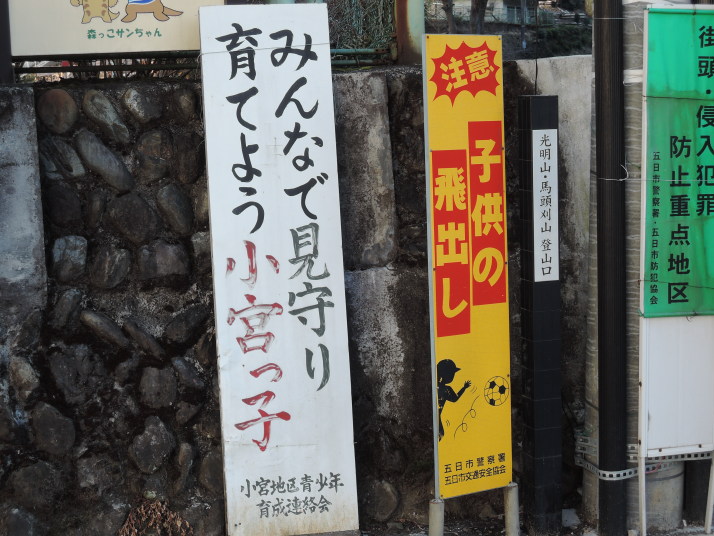 森っこサンちゃん
みんなで見守り
育てよう小宮っ子
小宮地区青少年
育成連絡会
注意
子供の
飛出し
五日市警察署
五日市交通安全協会
光明山・馬頭刈山 登山口
街頭・侵入犯罪
防止重点地区
五日市警察署・五日市防犯協会